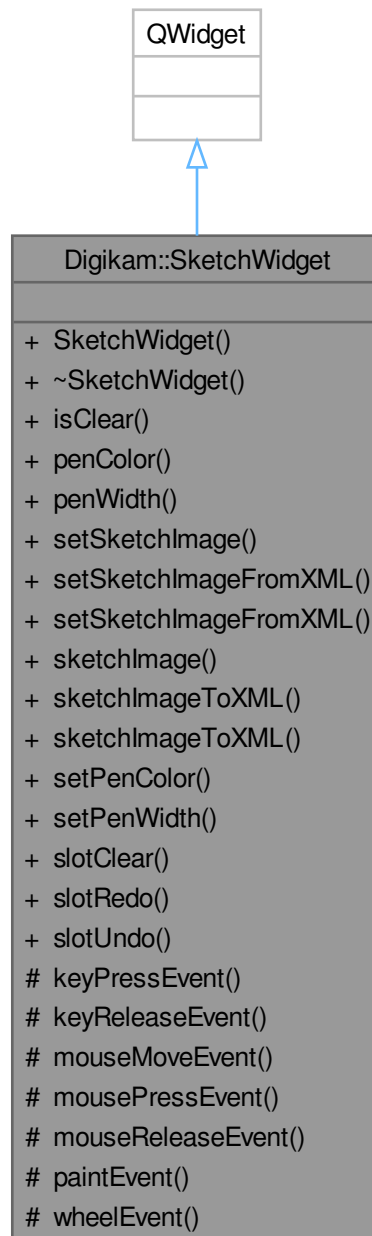 QWidget
Digikam::SketchWidget
+ SketchWidget()
+ ~SketchWidget()
+ isClear()
+ penColor()
+ penWidth()
+ setSketchImage()
+ setSketchImageFromXML()
+ setSketchImageFromXML()
+ sketchImage()
+ sketchImageToXML()
+ sketchImageToXML()
+ setPenColor()
+ setPenWidth()
+ slotClear()
+ slotRedo()
+ slotUndo()
# keyPressEvent()
# keyReleaseEvent()
# mouseMoveEvent()
# mousePressEvent()
# mouseReleaseEvent()
# paintEvent()
# wheelEvent()